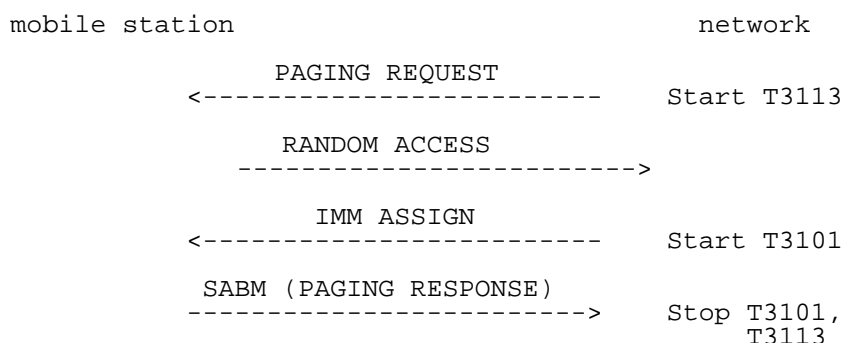 mobile station network
PAGING REQUEST
<------------------------- Start T3113
RANDOM ACCESS
------------------------->
IMM ASSIGN
<------------------------- Start T3101
SABM (PAGING RESPONSE)
-------------------------> Stop T3101,
T3113